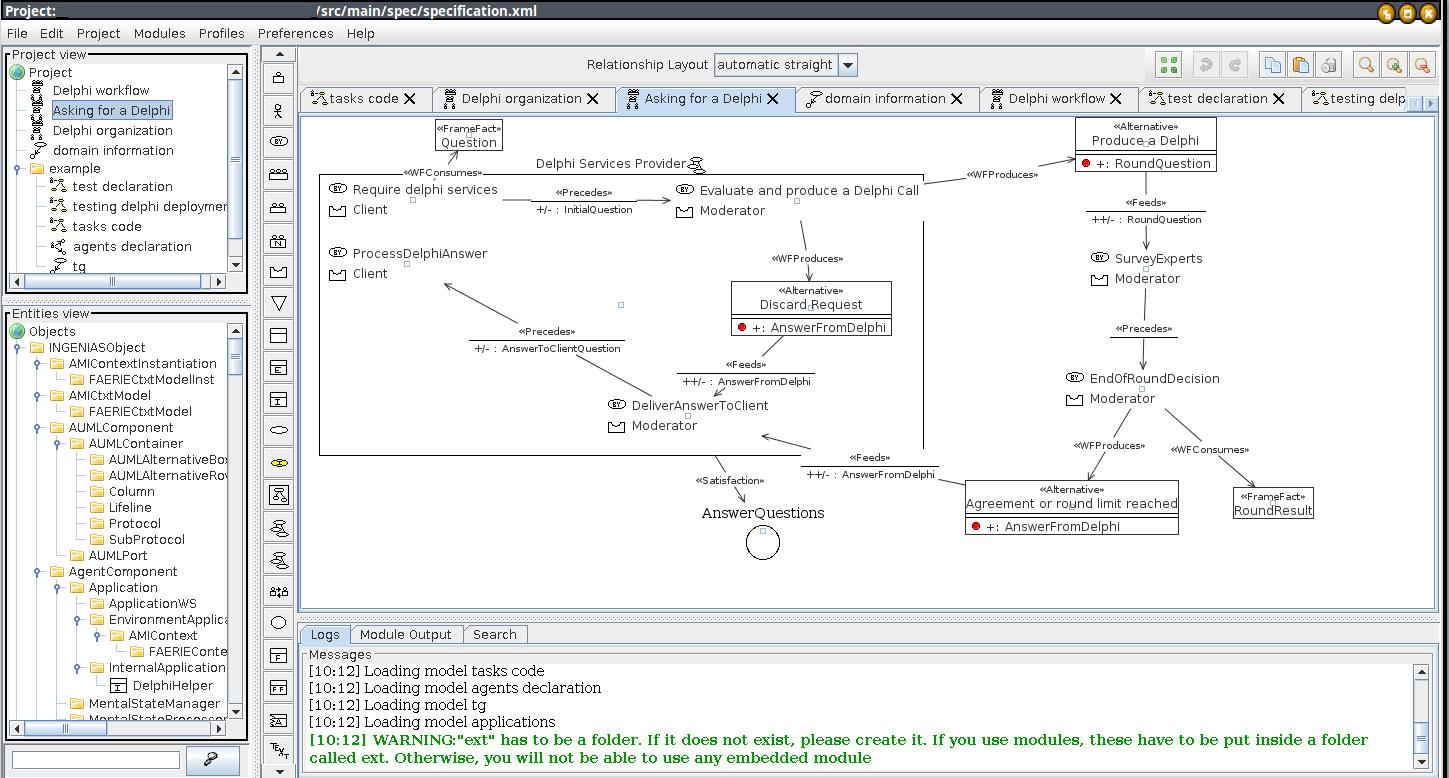 Project: /src/main/spec/specification.xml
File Edit Project Modules Profiles Preferences Help
Project view
Project
Delphi workflow
Asking for a Delphi
Delphi organization
domain information
example
test declaration
testing delphi deploymer
tasks code
agents declaration
tg
Entities view
Objects
INGENIASObject
AMIContextInstantiation
FAERIECtxtModelInst
AMICtxtModel
FAERIECtxtModel
AUMLComponent
AUMLContainer
AUMLAlternativeBo
AUMLAlternativeRo
Column
Lifeline
Protocol
SubProtocol
AUMLPort
AgentComponent
Application
ApplicationWS
EnvironmentApplica
AMIContext
FAERIEConte
InternalApplication
DelphiHelper
MentalStateManager
MentalStateProcessor
BY
N
E
I
F
F F
TEXT
Relationship Layout automatic straight
tasks code Delphi organization Asking for a Delphi domain information Delphi workflow test declaration testing delp
«FrameFact»
Question
«WFConsumes»
Delphi Services Provider
BY Require delphi services
Client
«Precedes»
+/- : InitialQuestion
BY Evaluate and produce a Delphi Call
Moderator
«WFProduces»
«Alternative»
Produce a Delphi
+: RoundQuestion
«Feeds»
++/- : RoundQuestion
BY ProcessDelphiAnswer
Client
«WFProduces»
BY SurveyExperts
Moderator
«Alternative»
Discard Request
+: AnswerFromDelphi
«Precedes»
+/- : AnswerToClientQuestion
«Precedes»
«Feeds»
++/- : AnswerFromDelphi
BY EndOfRoundDecision
Moderator
BY DeliverAnswerToClient
Moderator
«WFProduces»
«WFConsumes»
«Feeds»
++/- : AnswerFromDelphi
«Satisfaction»
«Alternative»
Agreement or round limit reached
+: AnswerFromDelphi
«FrameFact»
RoundResult
AnswerQuestions
Logs Module Output Search
Messages
[10:12] Loading model tasks code
[10:12] Loading model agents declaration
[10:12] Loading model tg
[10:12] Loading model applications
[10:12] WARNING:"ext" has to be a folder. If it does not exist, please create it. If you use modules, these have to be put inside a folder
called ext. Otherwise, you will not be able to use any embedded module